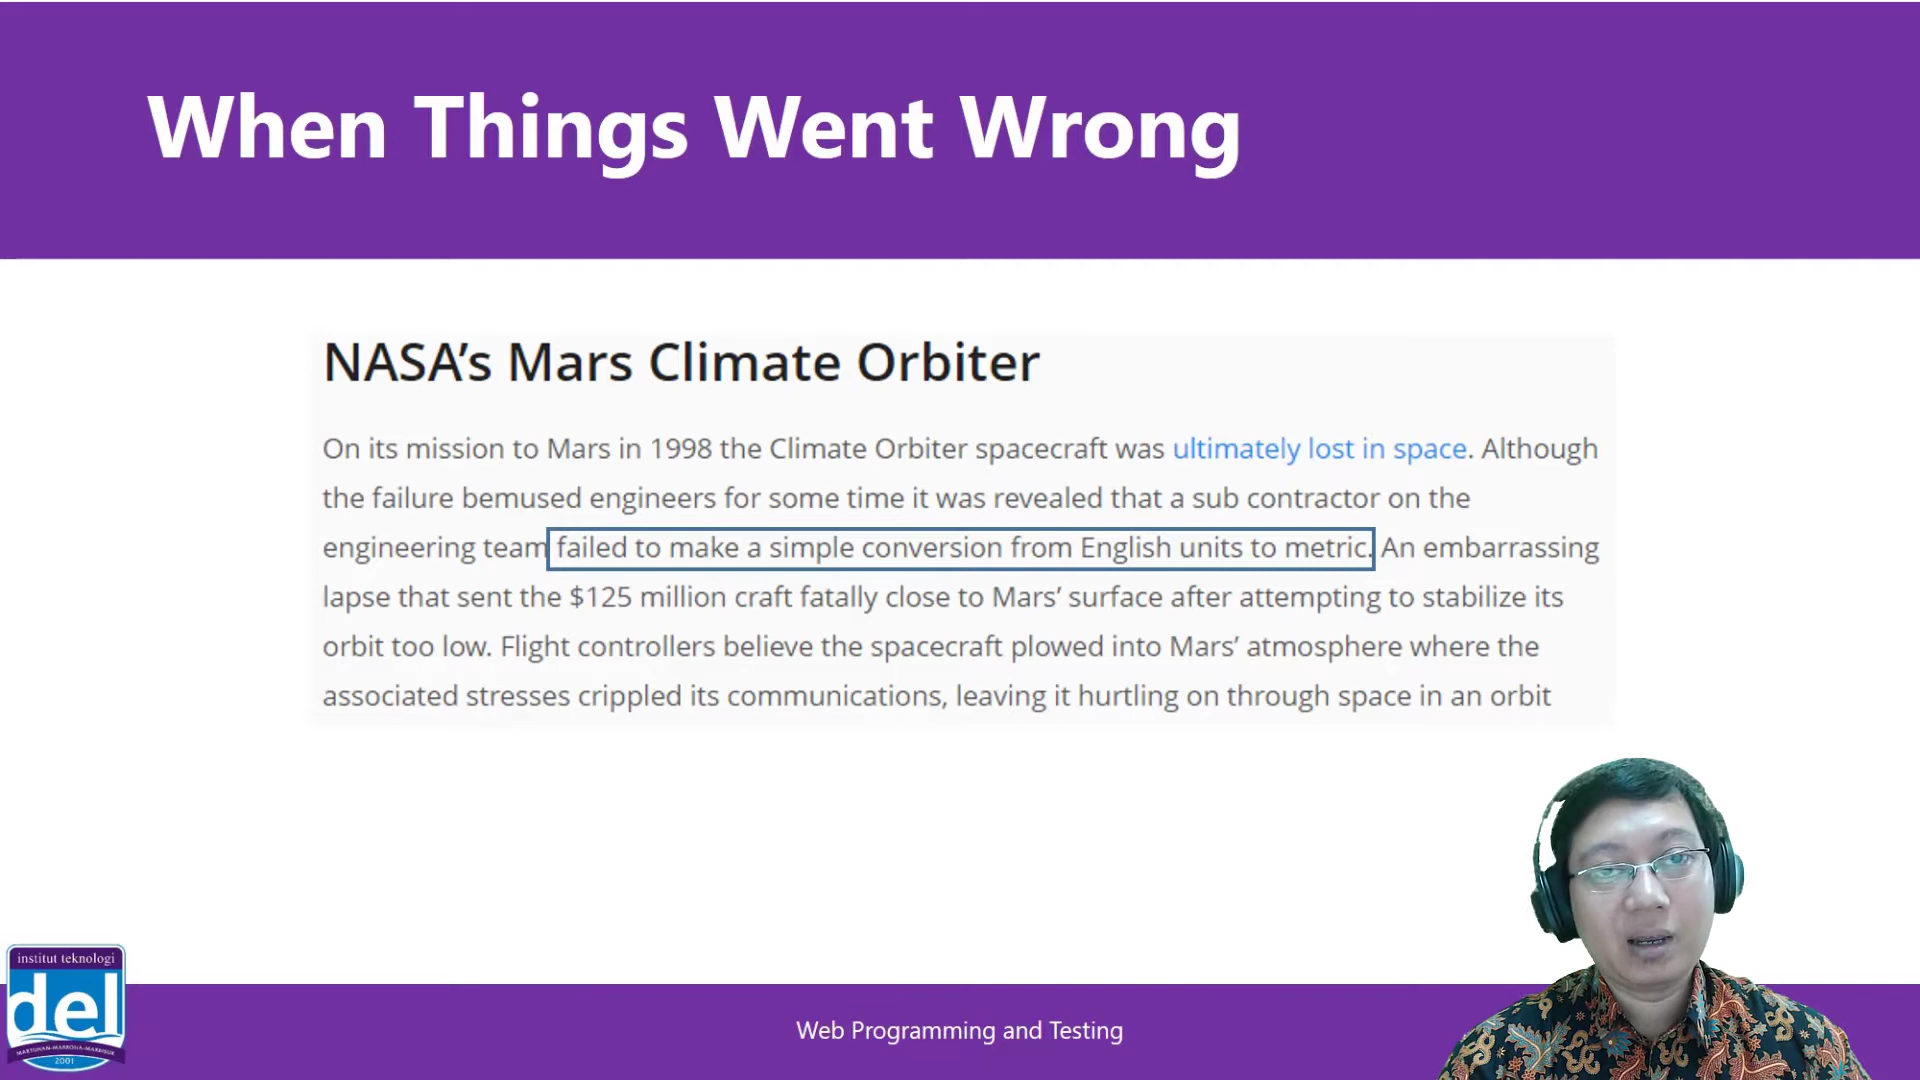 When Things Went Wrong
NASA’s Mars Climate Orbiter
On its mission to Mars in 1998 the Climate Orbiter spacecraft was ultimately lost in space. Although
the failure bemused engineers for some time it was revealed that a sub contractor on the
engineering team failed to make a simple conversion from English units to metric. An embarrassing
lapse that sent the $125 million craft fatally close to Mars’ surface after attempting to stabilize its
orbit too low. Flight controllers believe the spacecraft plowed into Mars’ atmosphere where the
associated stresses crippled its communications, leaving it hurtling on through space in an orbit
institut teknologi
del
MARTUHAN-MARROHA-MARBISUK
2001
Web Programming and Testing